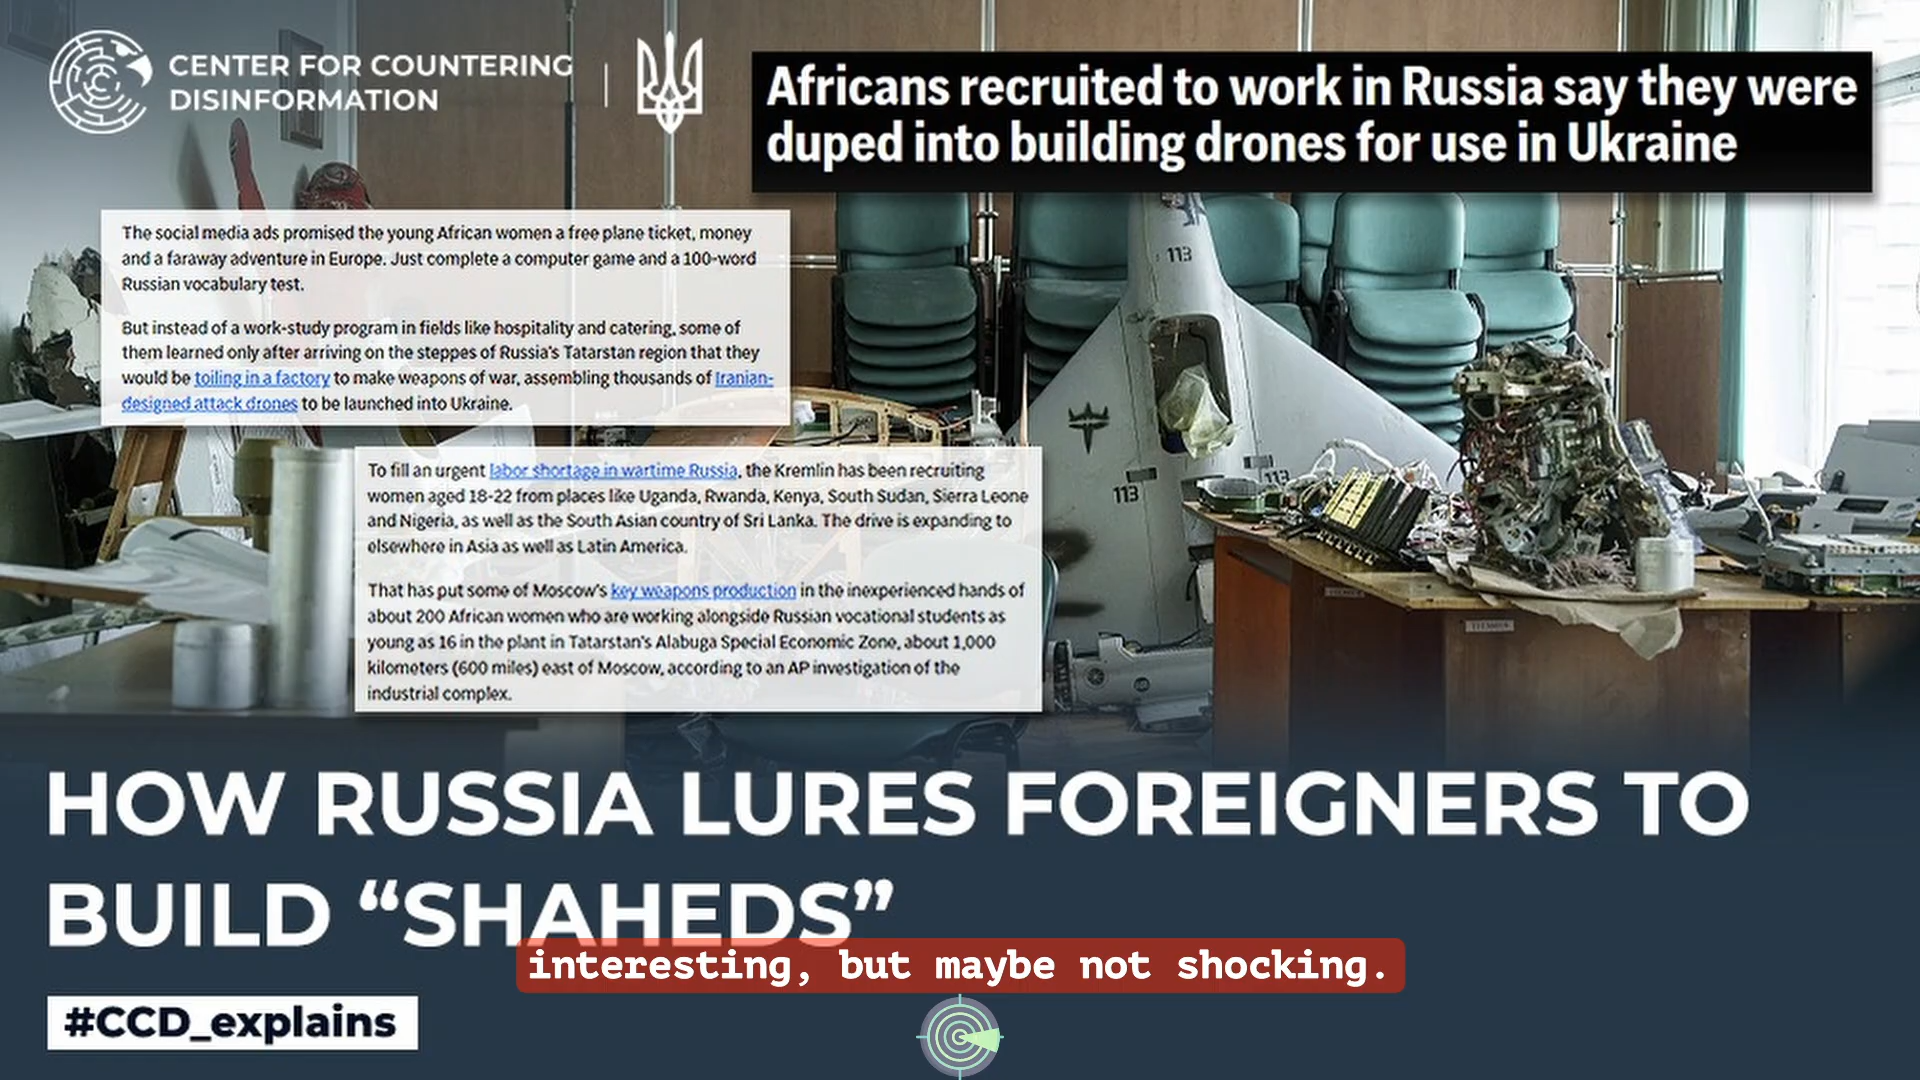 CENTER FOR COUNTERING
DISINFORMATION
Africans recruited to work in Russia say they were
duped into building drones for use in Ukraine
The social media ads promised the young African women a free plane ticket, money
and a faraway adventure in Europe. Just complete a computer game and a 100-word
Russian vocabulary test.
But instead of a work-study program in fields like hospitality and catering, some of
them learned only after arriving on the steppes of Russia's Tatarstan region that they
would be toiling in a factory to make weapons of war, assembling thousands of Iranian-
designed attack drones to be launched into Ukraine.
To fill an urgent labor shortage in wartime Russia, the Kremlin has been recruiting
women aged 18-22 from places like Uganda, Rwanda, Kenya, South Sudan, Sierra Leone
and Nigeria, as well as the South Asian country of Sri Lanka. The drive is expanding to
elsewhere in Asia as well as Latin America.
That has put some of Moscow's key weapons production in the inexperienced hands of
about 200 African women who are working alongside Russian vocational students as
young as 16 in the plant in Tatarstan's Alabuga Special Economic Zone, about 1,000
kilometers (600 miles) east of Moscow, according to an AP investigation of the
industrial complex.
113
113
113
HOW RUSSIA LURES FOREIGNERS TO
BUILD “SHAHEDS”
interesting, but maybe not shocking.
#CCD_explains